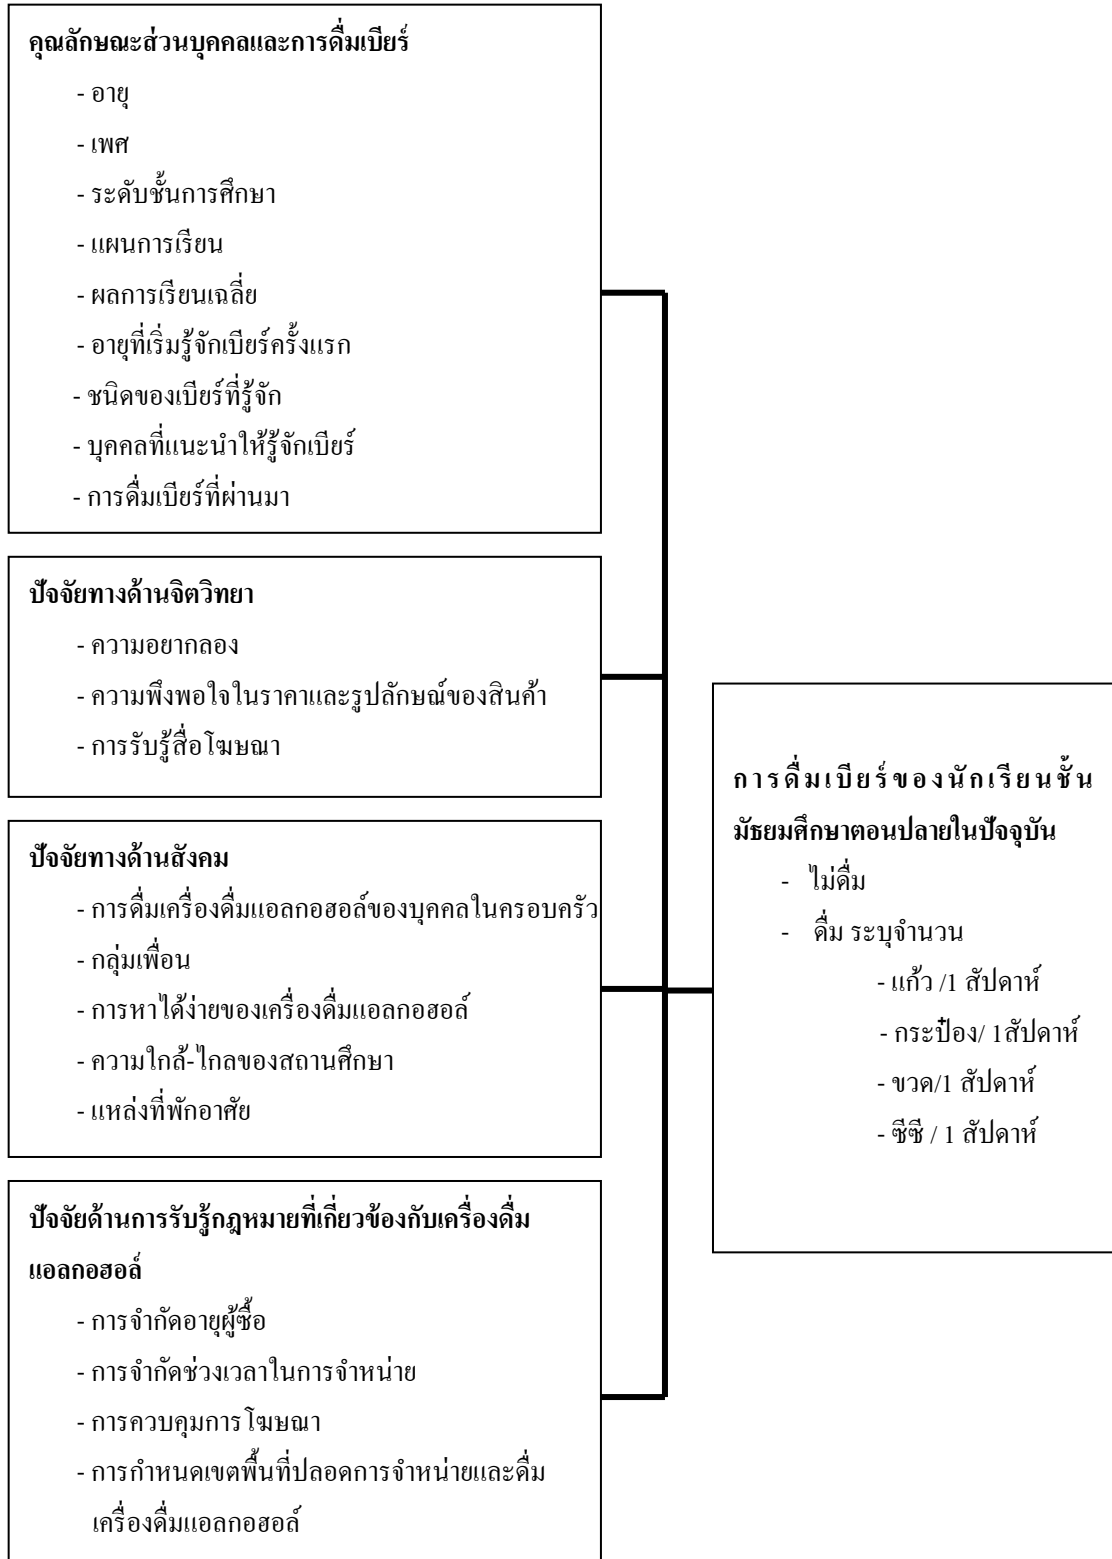 คุณลักษณะส่วนบุคคลและการดื่มเบียร์
- อายุ
- เพศ
- ระดับชั้นการศึกษา
- แผนการเรียน
- ผลการเรียนเฉลี่ย
- อายุที่เริ่มรู้จักเบียร์ครั้งแรก
- ชนิดของเบียร์ที่รู้จัก
- บุคคลที่แนะนำให้รู้จักเบียร์
- การดื่มเบียร์ที่ผ่านมา
ปัจจัยทางด้านจิตวิทยา
- ความอยากลอง
- ความพึงพอใจในราคาและรูปลักษณ์ของสินค้า
- การรับรู้สื่อโฆษณา
ปัจจัยทางด้านสังคม
- การดื่มเครื่องดื่มแอลกอฮอล์ของบุคคลในครอบครัว
- กลุ่มเพื่อน
- การหาได้ง่ายของเครื่องดื่มแอลกอฮอล์
- ความใกล้-ไกลของสถานศึกษา
- แหล่งที่พักอาศัย
ปัจจัยด้านการรับรู้กฎหมายที่เกี่ยวข้องกับเครื่องดื่ม
แอลกอฮอล์
- การจำกัดอายุผู้ซื้อ
- การจำกัดช่วงเวลาในการจำหน่าย
- การควบคุมการโฆษณา
- การกำหนดเขตพื้นที่ปลอดการจำหน่ายและดื่ม
เครื่องดื่มแอลกอฮอล์
การดื่มเบียร์ของนักเรียนชั้น
มัธยมศึกษาตอนปลายในปัจจุบัน
- ไม่ดื่ม
- ดื่ม ระบุจำนวน
- แก้ว /1 สัปดาห์
- กระป๋อง/ 1สัปดาห์
- ขวด/1 สัปดาห์
- ซีซี / 1 สัปดาห์